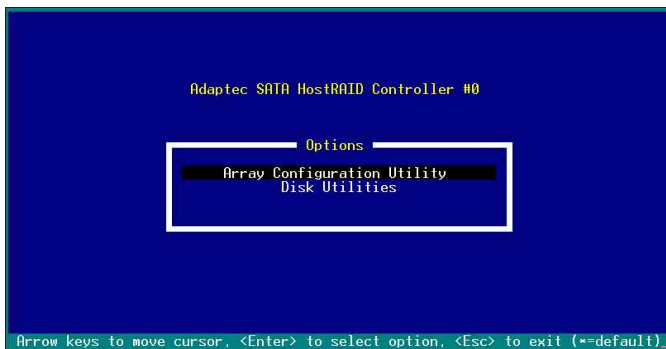 Adaptec SATA HostRAID Controller #0
Options
Array Configuration Utility
Disk Utilities
Arrow keys to move cursor, <Enter> to select option, <Esc> to exit (*=default)_